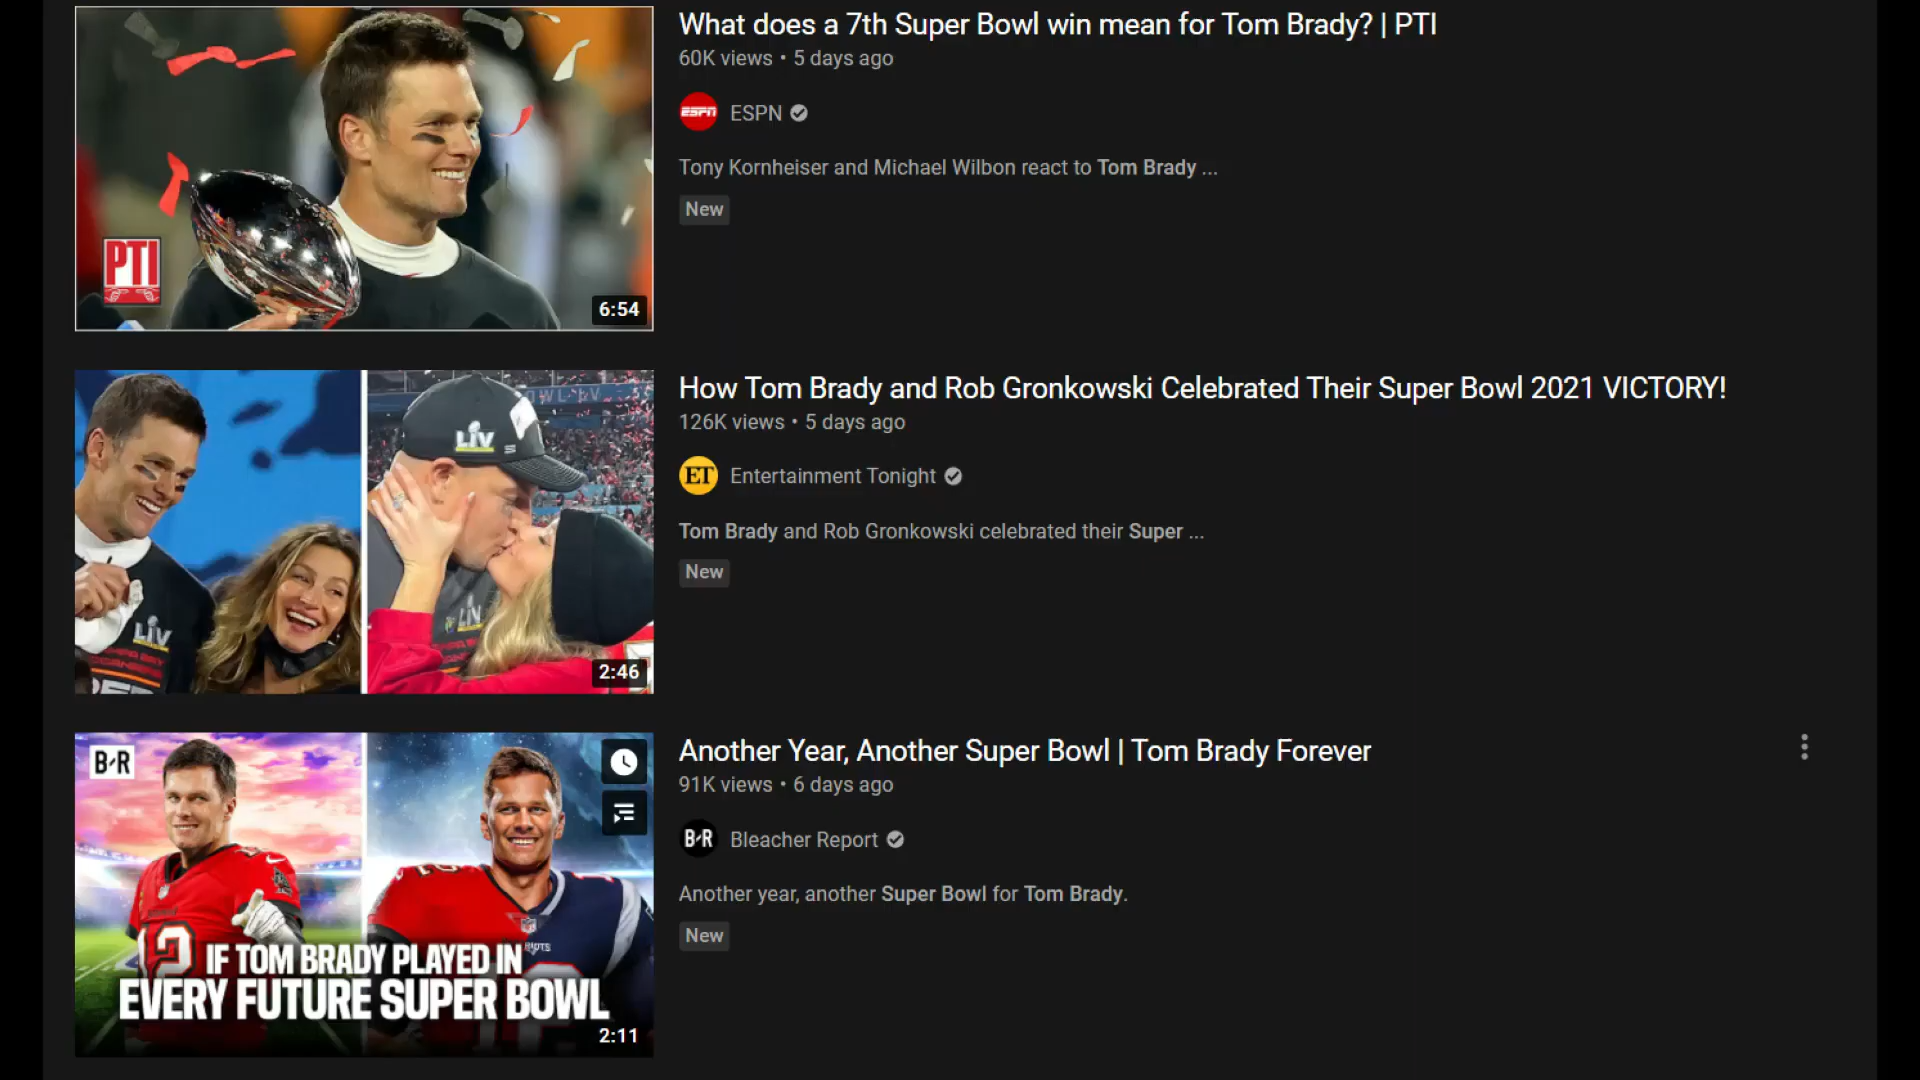 What does a 7th Super Bowl win mean for Tom Brady? | PTI
60K views • 5 days ago
ESPN
ESPN
Tony Kornheiser and Michael Wilbon react to Tom Brady ...
New
PTI
6:54
How Tom Brady and Rob Gronkowski Celebrated Their Super Bowl 2021 VICTORY!
126K views • 5 days ago
ET
Entertainment Tonight
Tom Brady and Rob Gronkowski celebrated their Super ...
New
LIV
LIV
LIV
2:46
Another Year, Another Super Bowl | Tom Brady Forever
91K views • 6 days ago
B/R
Bleacher Report
Another year, another Super Bowl for Tom Brady.
New
B/R
12
IF TOM BRADY PLAYED IN
EVERY FUTURE SUPER BOWL
2:11